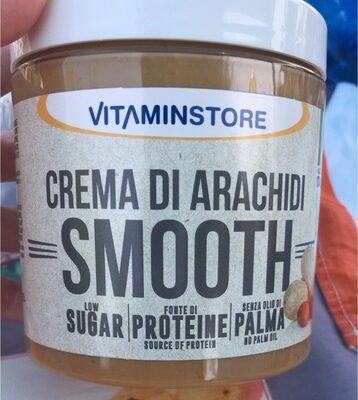 VITAMINSTORE
CREMA DI ARACHIDI
SMOOTH
LOW SUGAR
FONTE DI PROTEINE
SOURCE OF PROTEIN
SENZA OLIO DI PALMA
NO PALM OIL